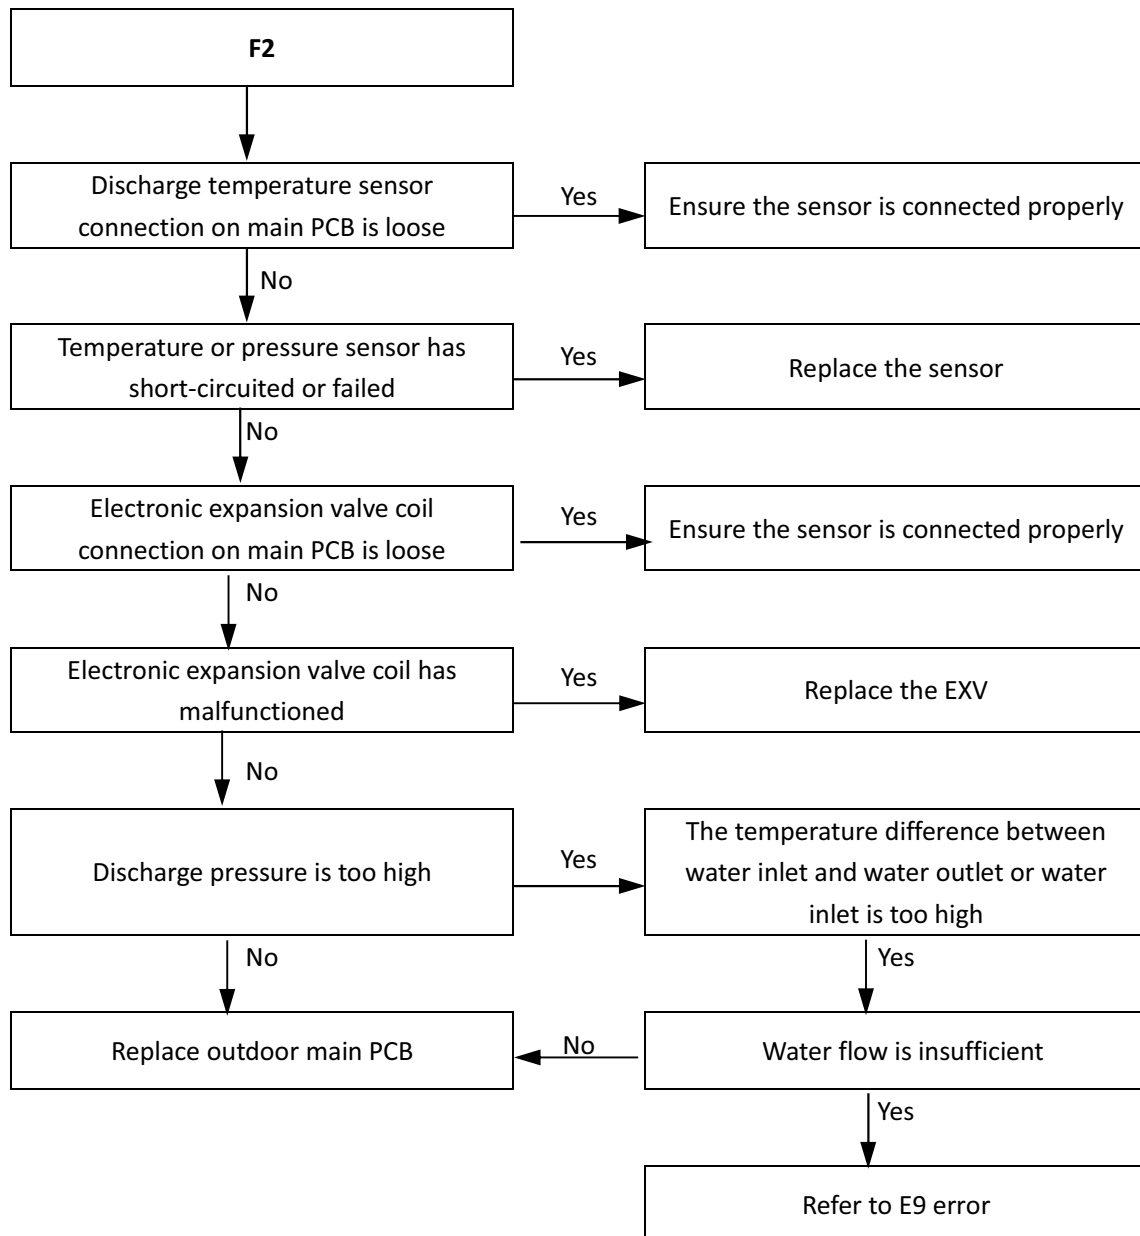 F2
Discharge temperature sensor
connection on main PCB is loose
Yes
Ensure the sensor is connected properly
No
Temperature or pressure sensor has
short-circuited or failed
Yes
Replace the sensor
No
Electronic expansion valve coil
connection on main PCB is loose
Yes
Ensure the sensor is connected properly
No
Electronic expansion valve coil has
malfunctioned
Yes
Replace the EXV
No
Discharge pressure is too high
Yes
The temperature difference between
water inlet and water outlet or water
inlet is too high
No
Yes
Replace outdoor main PCB
No
Water flow is insufficient
Yes
Refer to E9 error